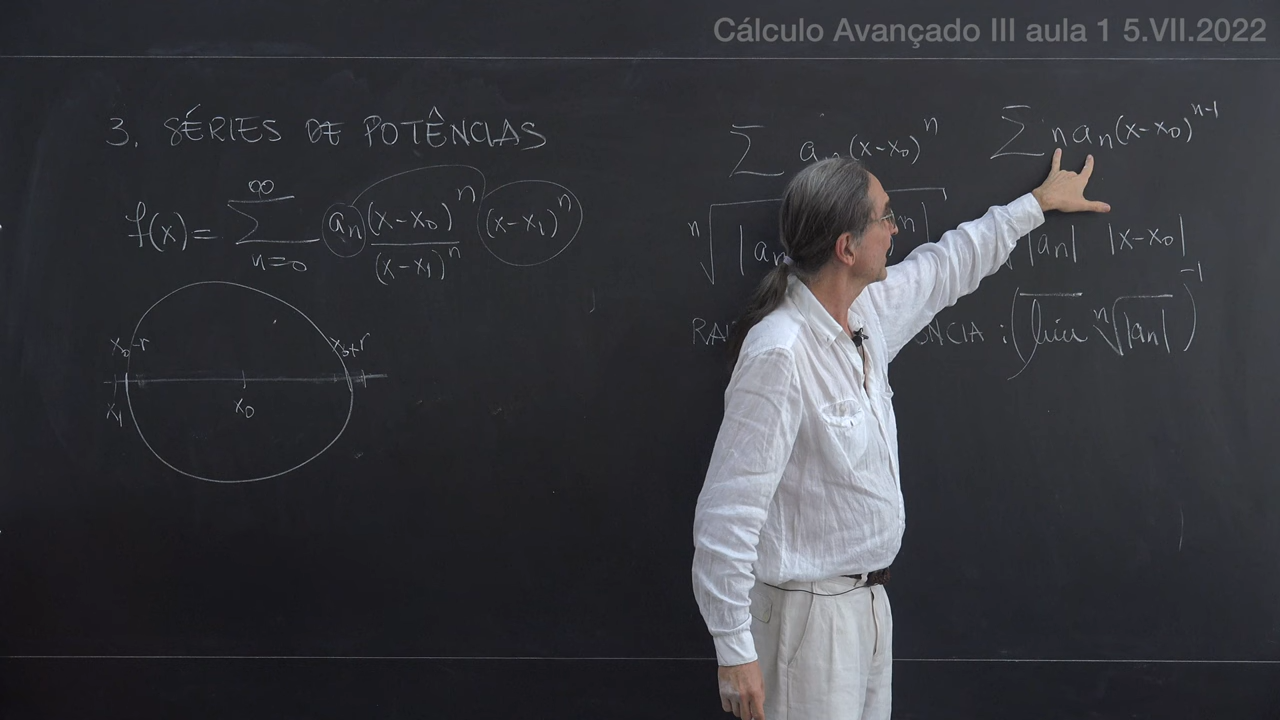 Cálculo Avançado III aula 1 5.VII.2022
3. SÉRIES DE POTÊNCIAS
f(x) = ∑_{n=0}^{∞} a_n (x-x_0)^n / (x-x_1)^n (x-x_1)^n
x_0-r x_0+r
x_1 x_0
∑ a_n (x-x_0)^n ∑ n a_n (x-x_0)^{n-1}
|a_n| |x-x_0|
: (lim ⁿ√|a_n|)^{-1}